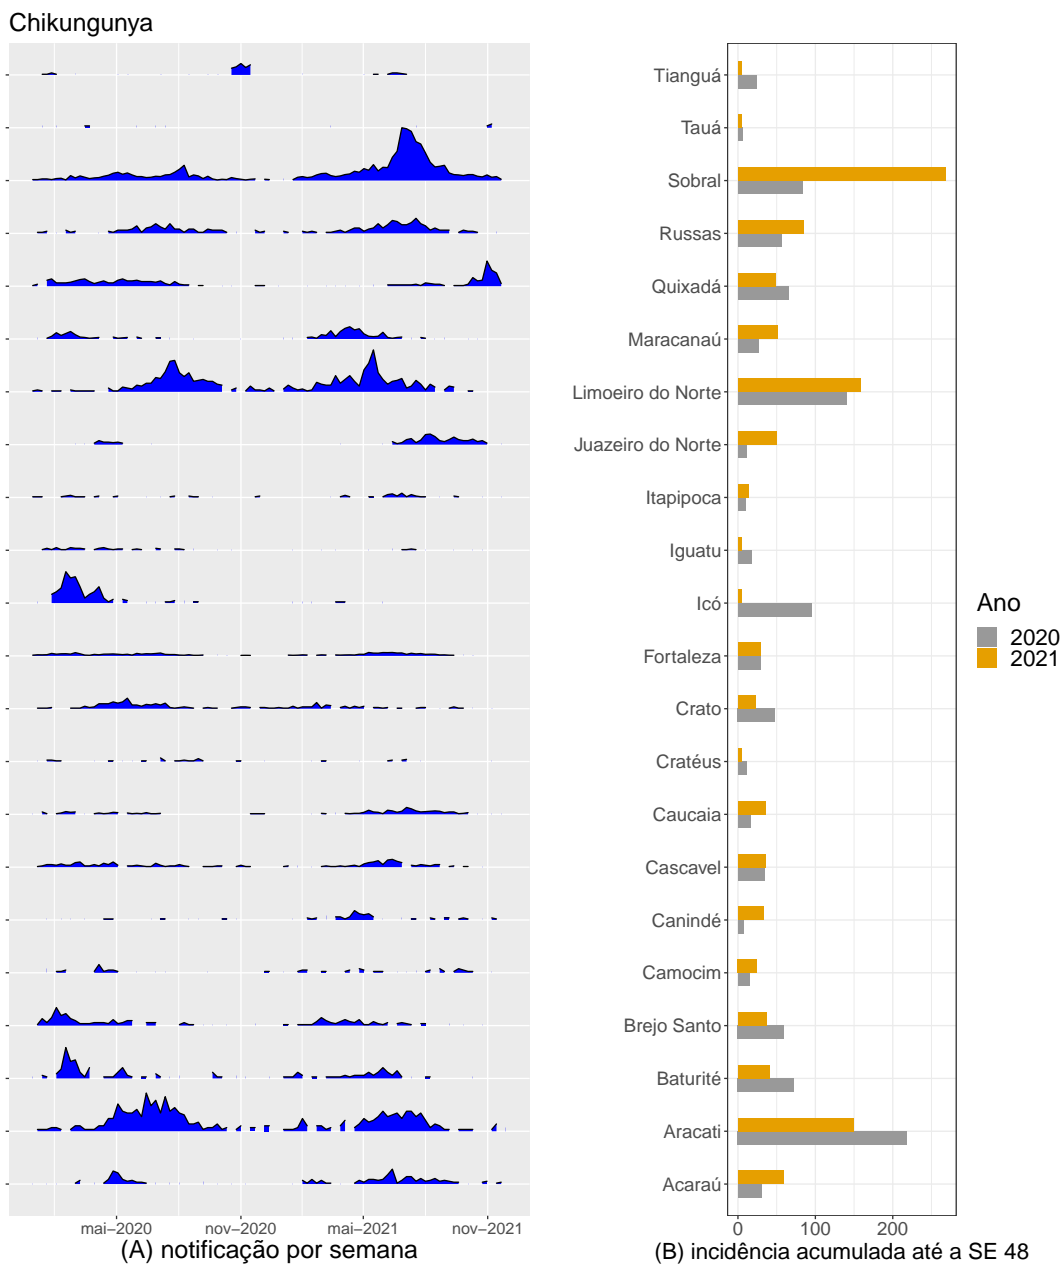 Chikungunya
Tianguá
Tauá
Sobral
Russas
Quixadá
Maracanaú
Limoeiro do Norte
Juazeiro do Norte
Itapipoca
Iguatu
Icó
Fortaleza
Crato
Cratéus
Caucaia
Cascavel
Canindé
Camocim
Brejo Santo
Baturité
Aracati
Acaraú
Ano
2020
2021
mai–2020 nov–2020 mai–2021 nov–2021
(A) notificação por semana
0 100 200
(B) incidência acumulada até a SE 48